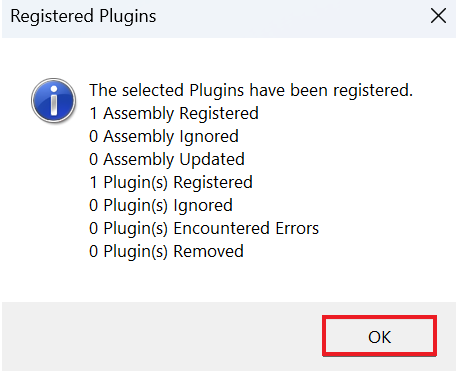 Registered Plugins
The selected Plugins have been registered.
1 Assembly Registered
0 Assembly Ignored
0 Assembly Updated
1 Plugin(s) Registered
0 Plugin(s) Ignored
0 Plugin(s) Encountered Errors
0 Plugin(s) Removed
OK